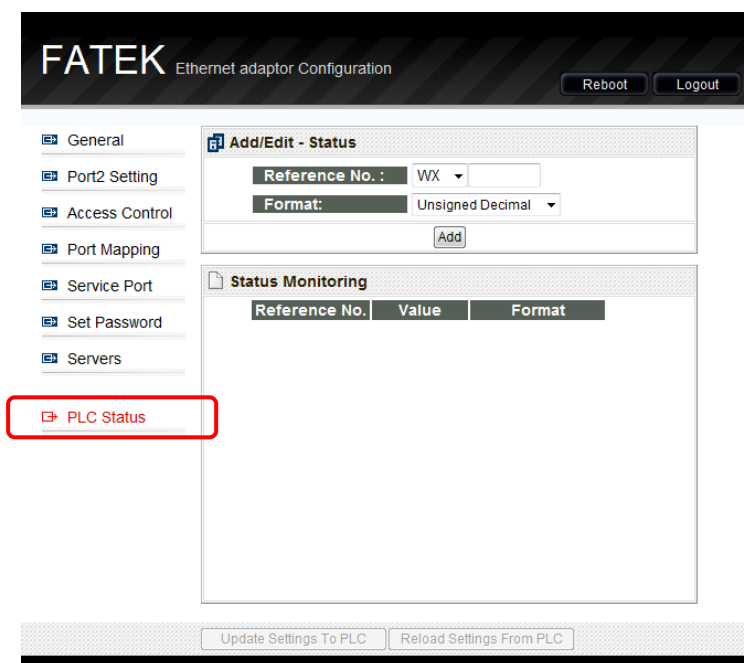 FATEK Ethernet adaptor Configuration
Reboot Logout
General
Port2 Setting
Access Control
Port Mapping
Service Port
Set Password
Servers
PLC Status
Add/Edit - Status
Reference No. : WX
Format: Unsigned Decimal
Add
Status Monitoring
Reference No. Value Format
Update Settings To PLC Reload Settings From PLC